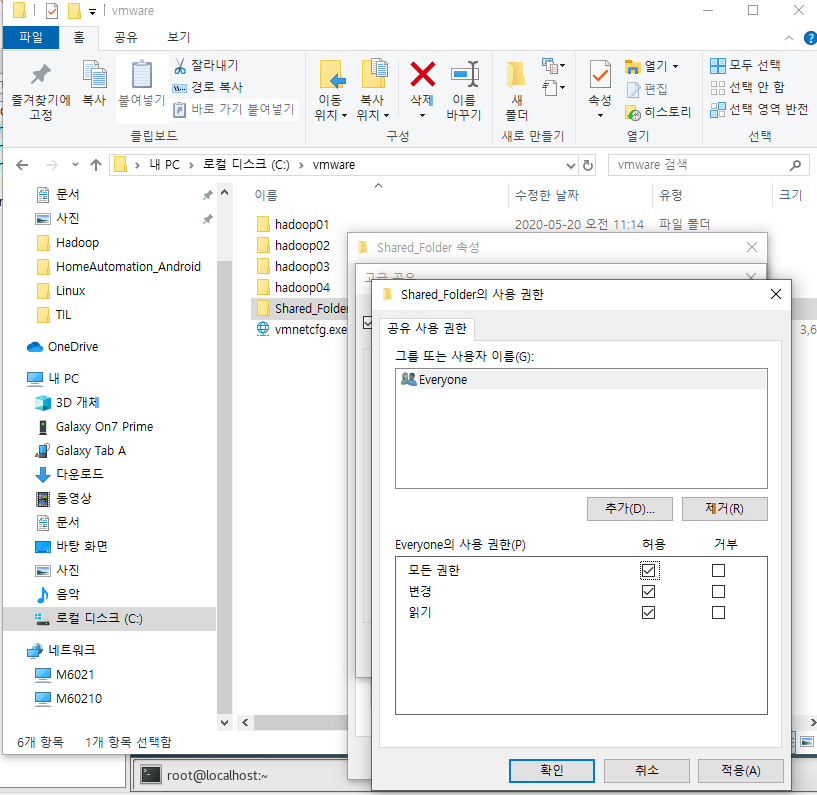 vmware
파일
홈
공유
보기
즐겨찾기에
고정
복사
붙여넣기
잘라내기
경로 복사
바로 가기 붙여넣기
클립보드
이동
위치
복사
위치
삭제
이름
바꾸기
구성
새
폴더
새로 만들기
속성
열기
편집
히스토리
열기
모두 선택
선택 안 함
선택 영역 반전
선택
내 PC > 로컬 디스크 (C:) > vmware
vmware 검색
문서
사진
Hadoop
HomeAutomation_Android
Linux
TIL
OneDrive
내 PC
3D 개체
Galaxy On7 Prime
Galaxy Tab A
다운로드
동영상
문서
바탕 화면
사진
음악
로컬 디스크 (C:)
네트워크
M6021
M60210
이름
수정한 날짜
유형
크기
hadoop01
2020-05-20 오전 11:14
파일 폴더
hadoop02
hadoop03
hadoop04
Shared_Folder
vmnetcfg.exe
3,6
Shared_Folder 속성
고급 공유
Shared_Folder의 사용 권한
공유 사용 권한
그룹 또는 사용자 이름(G):
Everyone
추가(D)...
제거(R)
Everyone의 사용 권한(P)
허용
거부
모든 권한
변경
읽기
확인
취소
적용(A)
6개 항목
1개 항목 선택함
root@localhost:~